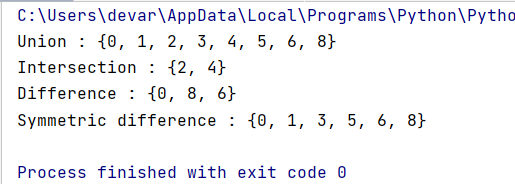 C:\Users\devar\AppData\Local\Programs\Python\Pytho
Union : {0, 1, 2, 3, 4, 5, 6, 8}
Intersection : {2, 4}
Difference : {0, 8, 6}
Symmetric difference : {0, 1, 3, 5, 6, 8}
Process finished with exit code 0